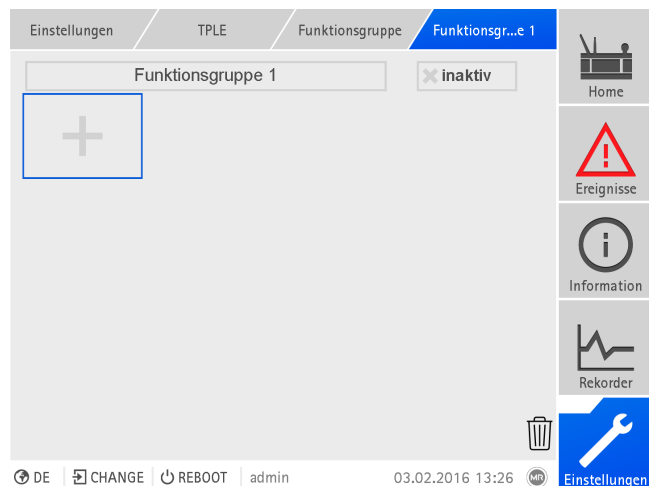 Einstellungen TPLE Funktionsgruppe Funktionsgr...e 1
Funktionsgruppe 1 inaktiv
Home
Ereignisse
Information
Rekorder
Einstellungen
DE CHANGE REBOOT admin 03.02.2016 13:26 MR